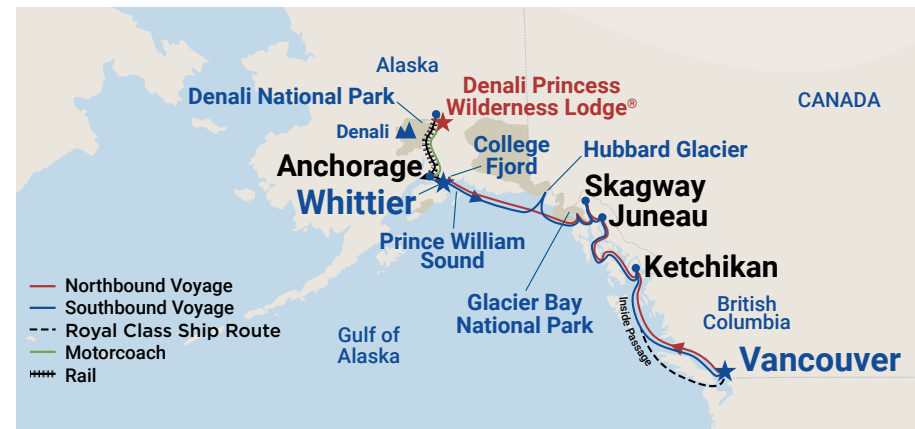 Alaska
Denali National Park
Denali Princess
Wilderness Lodge®
CANADA
Denali
College
Fjord
Hubbard Glacier
Anchorage
Whittier
Skagway
Juneau
Prince William
Sound
Ketchikan
Glacier Bay
National Park
Northbound Voyage
Southbound Voyage
Royal Class Ship Route
Motorcoach
Rail
Gulf of
Alaska
Inside Passage
British
Columbia
Vancouver